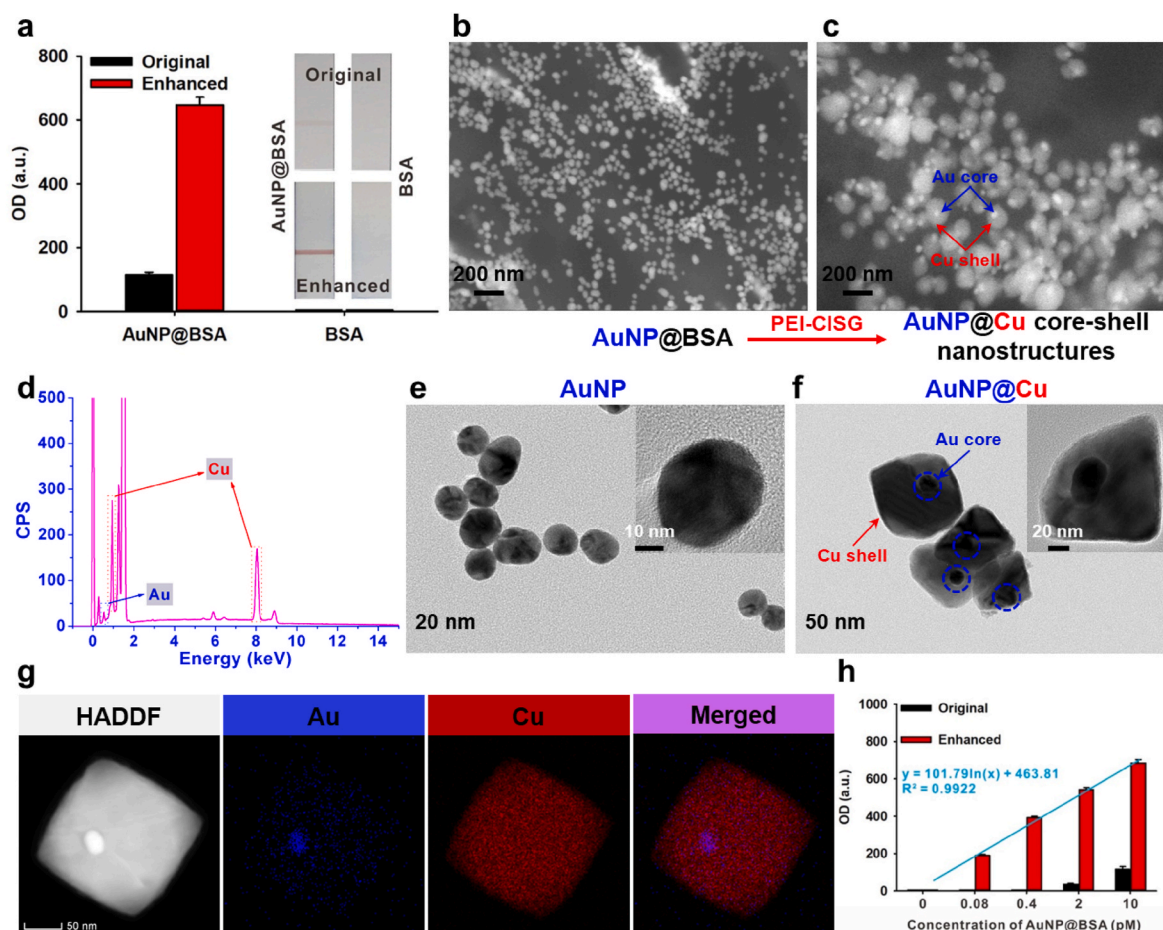 a
800
600
400
200
0
OD (a.u.)
Original
Enhanced
AuNP@BSA
BSA
Original
Enhanced
AuNP@BSA
BSA
b
200 nm
c
Au core
Cu shell
200 nm
AuNP@BSA
PEI-CISG
AuNP@Cu core-shell
nanostructures
d
500
400
300
200
100
0
CPS
Cu
Au
0 2 4 6 8 10 12 14
Energy (keV)
e
AuNP
10 nm
20 nm
f
AuNP@Cu
Au core
Cu shell
20 nm
50 nm
g
HADDF
Au
Cu
Merged
50 nm
h
1000
800
600
400
200
0
OD (a.u.)
Original
Enhanced
y = 101.79ln(x) + 463.81
R² = 0.9922
0 0.08 0.4 2 10
Concentration of AuNP@BSA (pM)